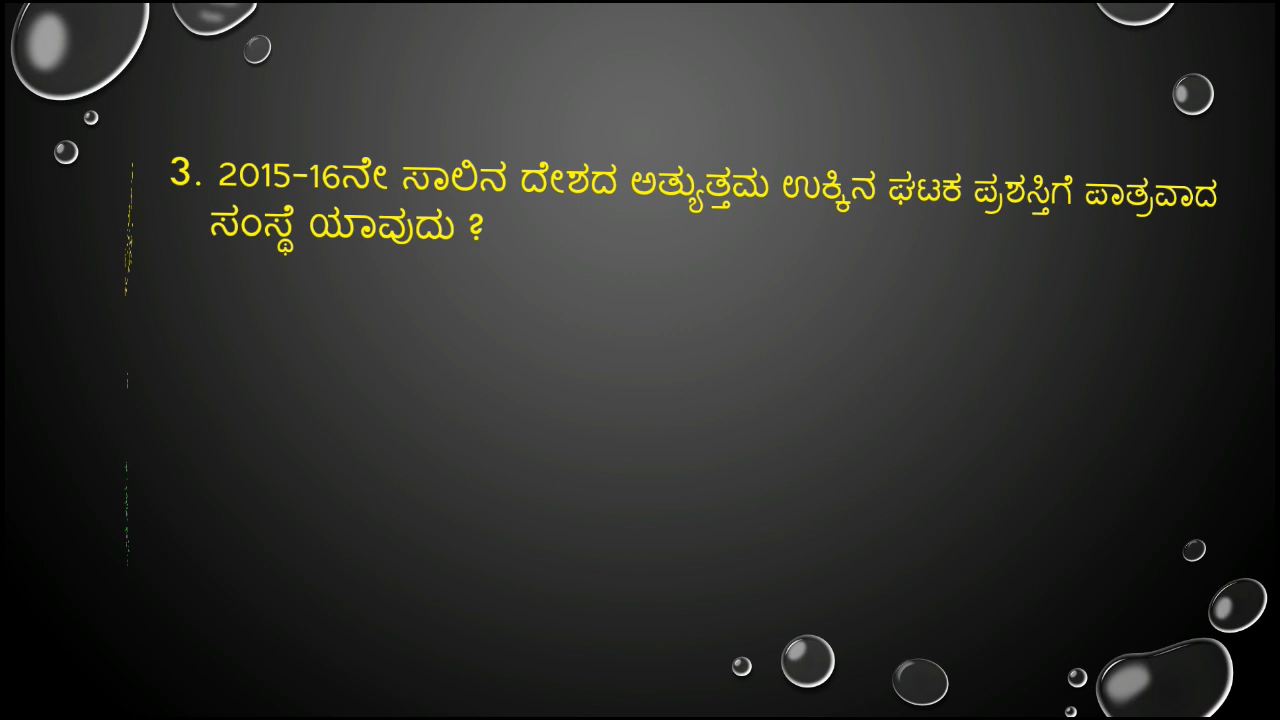 3. 2015-16ನೇ ಸಾಲಿನ ದೇಶದ ಅತ್ಯುತ್ತಮ ಉಕ್ಕಿನ ಘಟಕ ಪ್ರಶಸ್ತಿಗೆ ಪಾತ್ರವಾದ
ಸಂಸ್ಥೆ ಯಾವುದು ?